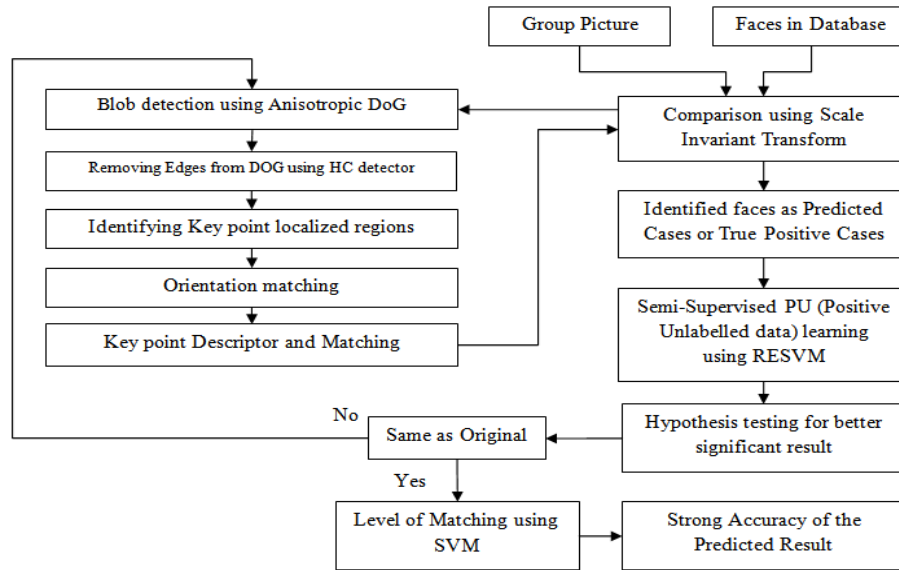 Group Picture
Faces in Database
Blob detection using Anisotropic DoG
Comparison using Scale
Invariant Transform
Removing Edges from DOG using HC detector
Identifying Key point localized regions
Identified faces as Predicted
Cases or True Positive Cases
Orientation matching
Semi-Supervised PU (Positive
Unlabelled data) learning
using RESVM
Key point Descriptor and Matching
No
Same as Original
Hypothesis testing for better
significant result
Yes
Level of Matching using
SVM
Strong Accuracy of the
Predicted Result